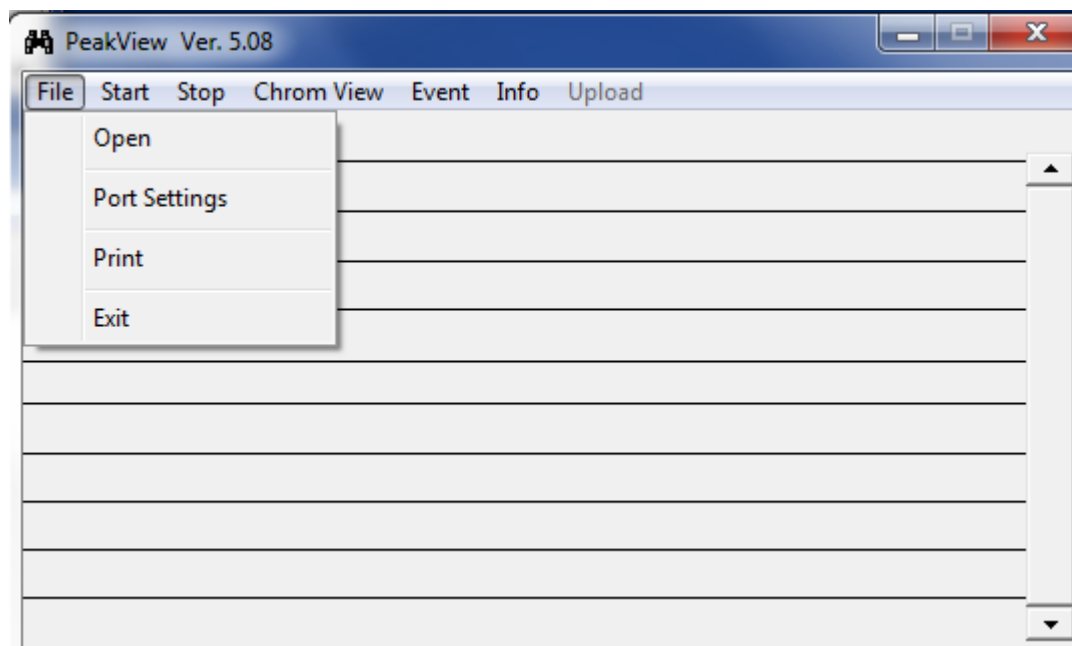 PeakView Ver. 5.08
File Start Stop Chrom View Event Info Upload
Open
Port Settings
Print
Exit